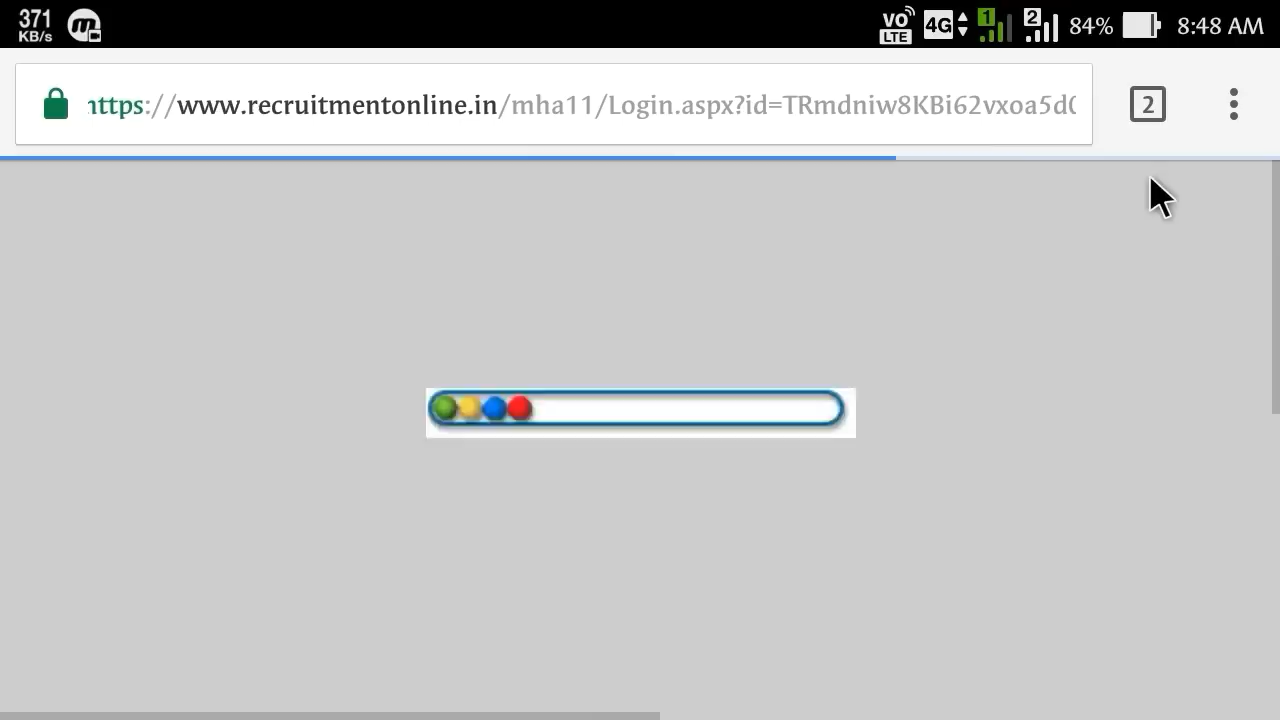 371
KB/s
m
VO
LTE
4G
1
2
84%
8:48 AM
https://www.recruitmentonline.in/mha11/Login.aspx?id=TRmdniw8KBi62vxoa5d
2